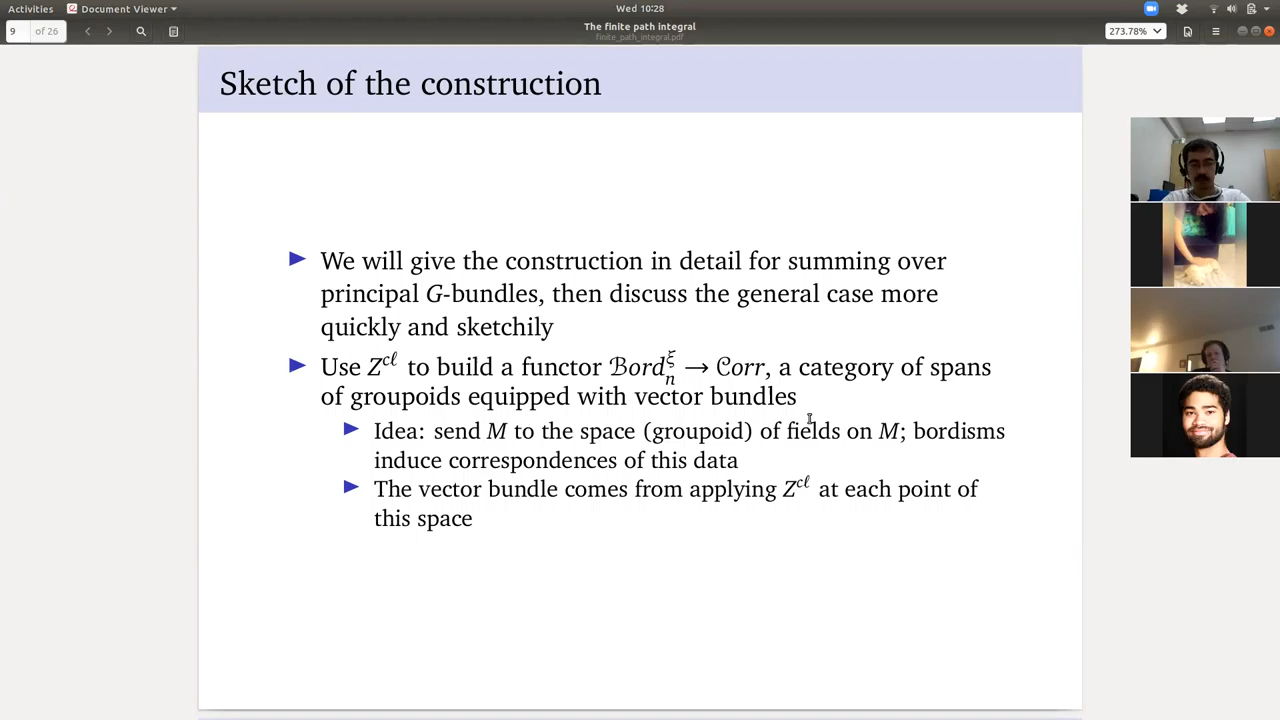 Activities Document Viewer Wed 10:28
The finite path integral
finite_path_integral.pdf
9 of 26 273.78%
Sketch of the construction
We will give the construction in detail for summing over
principal G-bundles, then discuss the general case more
quickly and sketchily
Use Z^{cℓ} to build a functor Bord_n^ξ → Corr, a category of spans
of groupoids equipped with vector bundles
Idea: send M to the space (groupoid) of fields on M; bordisms
induce correspondences of this data
The vector bundle comes from applying Z^{cℓ} at each point of
this space